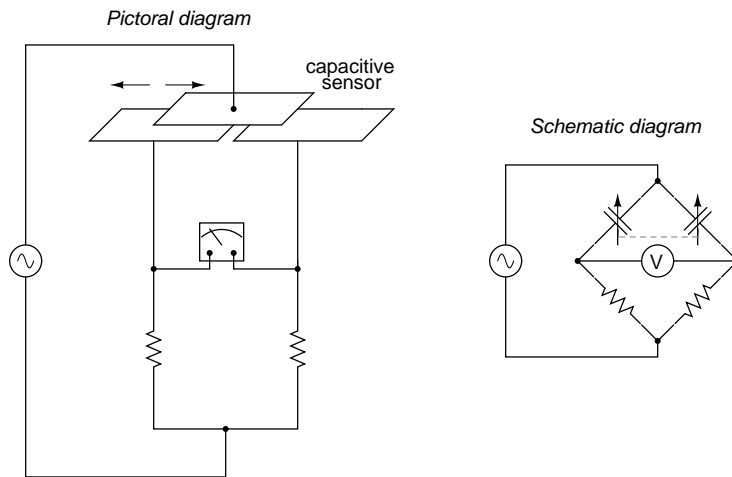 Pictoral diagram
capacitive
sensor
Schematic diagram
V